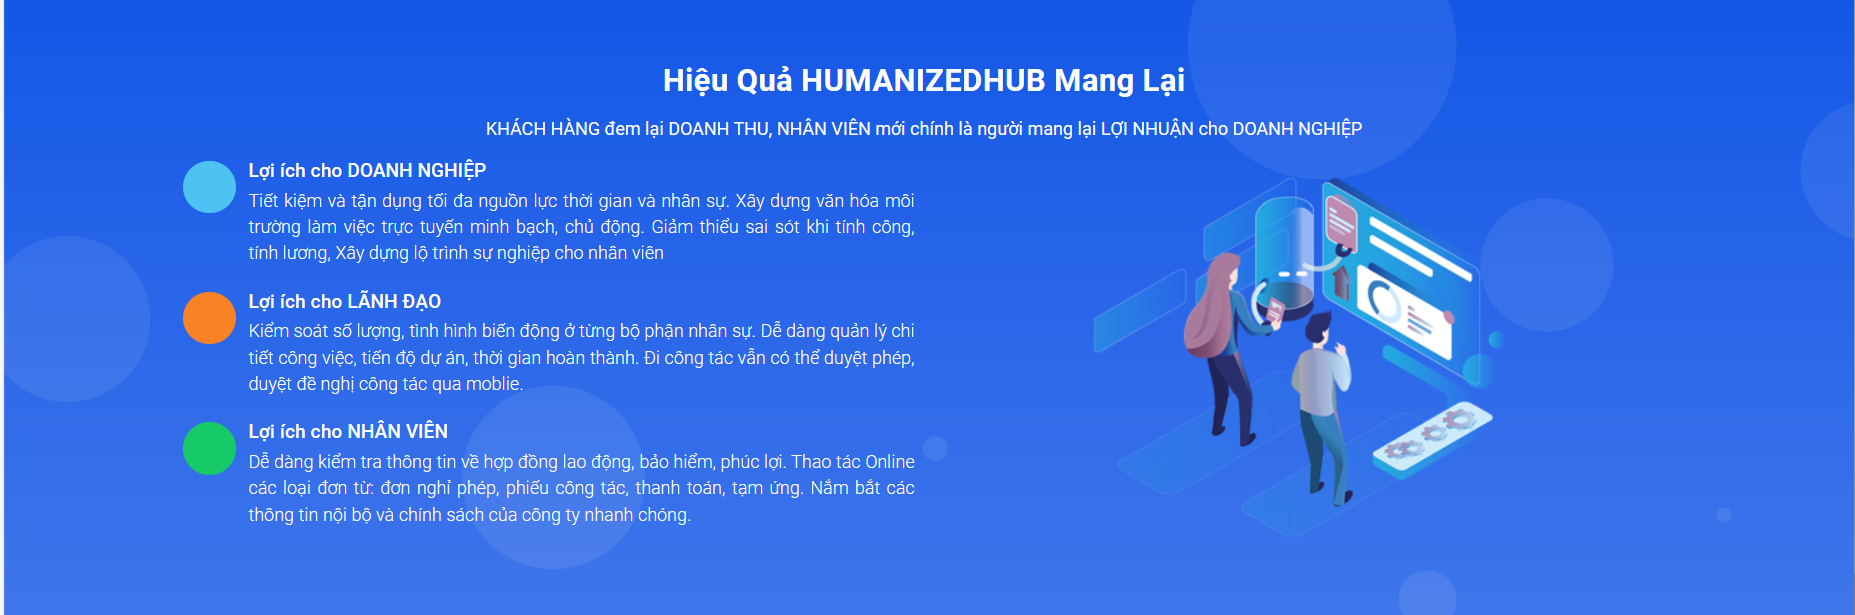 Hiệu Quả HUMANIZEDHUB Mang Lại
KHÁCH HÀNG đem lại DOANH THU, NHÂN VIÊN mới chính là người mang lại LỢI NHUẬN cho DOANH NGHIỆP
Lợi ích cho DOANH NGHIỆP
Tiết kiệm và tận dụng tối đa nguồn lực thời gian và nhân sự. Xây dựng văn hóa môi
trường làm việc trực tuyến minh bạch, chủ động. Giảm thiểu sai sót khi tính công,
tính lương, Xây dựng lộ trình sự nghiệp cho nhân viên
Lợi ích cho LÃNH ĐẠO
Kiểm soát số lượng, tình hình biến động ở từng bộ phận nhân sự. Dễ dàng quản lý chi
tiết công việc, tiến độ dự án, thời gian hoàn thành. Đi công tác vẫn có thể duyệt phép,
duyệt đề nghị công tác qua moblie.
Lợi ích cho NHÂN VIÊN
Dễ dàng kiểm tra thông tin về hợp đồng lao động, bảo hiểm, phúc lợi. Thao tác Online
các loại đơn từ: đơn nghỉ phép, phiếu công tác, thanh toán, tạm ứng. Nắm bắt các
thông tin nội bộ và chính sách của công ty nhanh chóng.